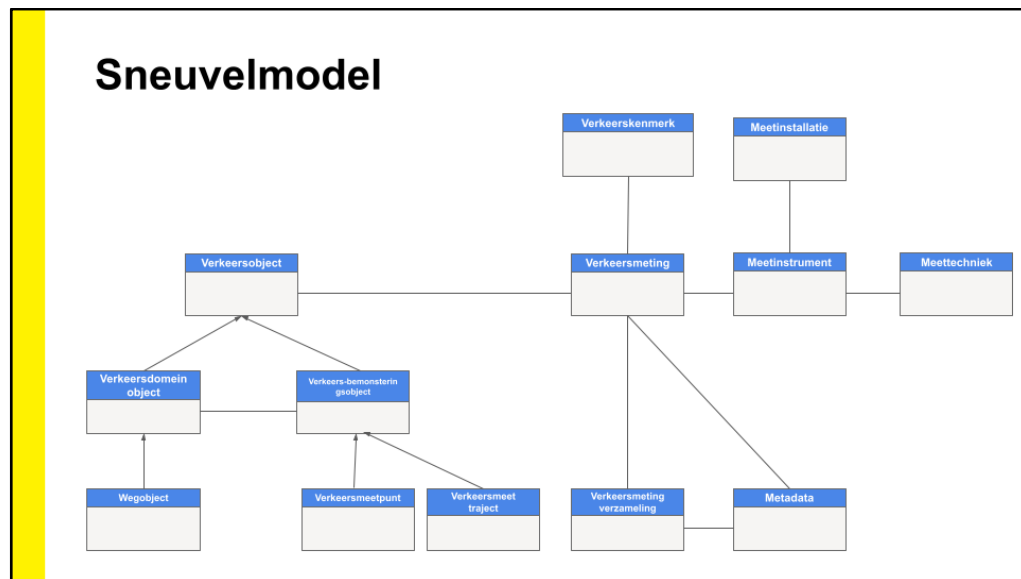 Sneuvelmodel
Verkeerskenmerk
Meetinstallatie
Verkeersobject
Verkeersmeting
Meetinstrument
Meettechniek
Verkeersdomein
object
Verkeers-bemonsterin
gsobject
Wegobject
Verkeersmeetpunt
Verkeersmeet
traject
Verkeersmeting
verzameling
Metadata